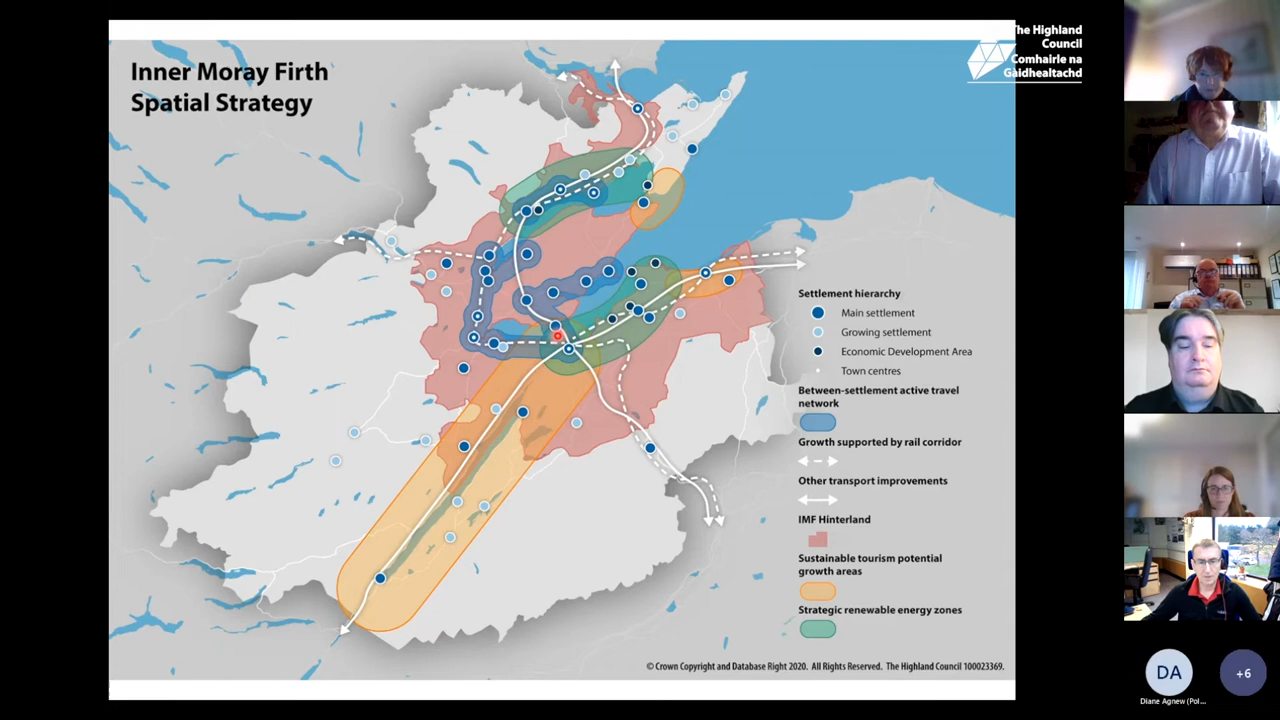 Inner Moray Firth
Spatial Strategy
The Highland
Council
Comhairle na
Gàidhealtachd
Settlement hierarchy
Main settlement
Growing settlement
Economic Development Area
Town centres
Between-settlement active travel
network
Growth supported by rail corridor
Other transport improvements
IMF Hinterland
Sustainable tourism potential
growth areas
Strategic renewable energy zones
© Crown Copyright and Database Right 2020. All Rights Reserved. The Highland Council 100023369.
DA
+6
Diane Agnew (Pol...